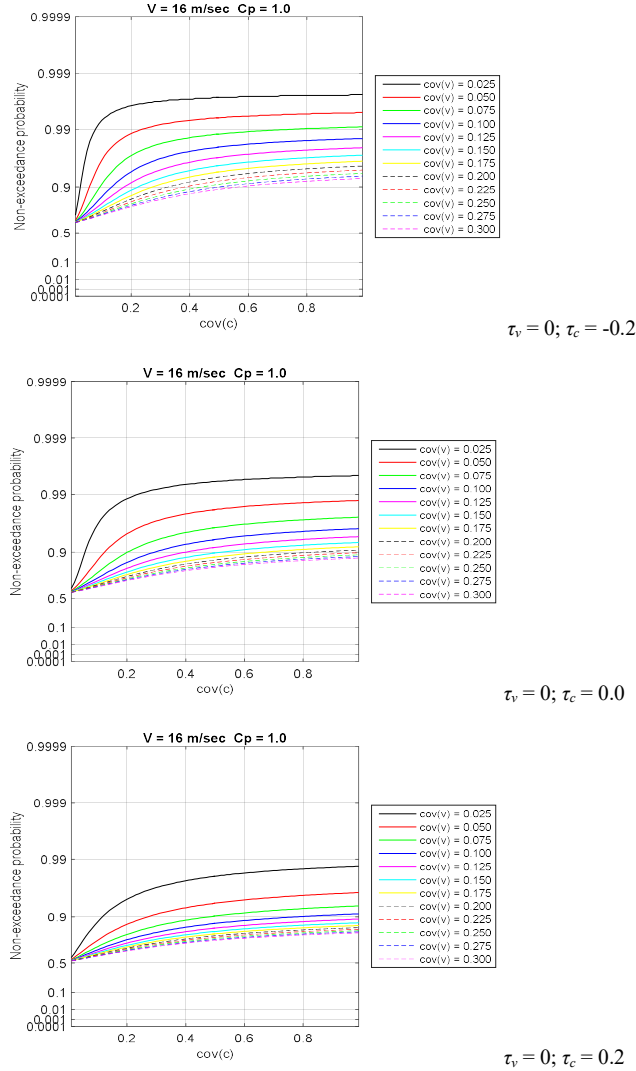 V = 16 m/sec  Cp = 1.0
0.9999
0.999
0.99
0.9
0.5
0.1
0.01
0.001
0.0001
Non-exceedance probability
0.2 0.4 0.6 0.8
cov(c)
cov(v) = 0.025
cov(v) = 0.050
cov(v) = 0.075
cov(v) = 0.100
cov(v) = 0.125
cov(v) = 0.150
cov(v) = 0.175
cov(v) = 0.200
cov(v) = 0.225
cov(v) = 0.250
cov(v) = 0.275
cov(v) = 0.300
τv = 0; τc = -0.2
V = 16 m/sec  Cp = 1.0
0.9999
0.999
0.99
0.9
0.5
0.1
0.01
0.001
0.0001
Non-exceedance probability
0.2 0.4 0.6 0.8
cov(c)
cov(v) = 0.025
cov(v) = 0.050
cov(v) = 0.075
cov(v) = 0.100
cov(v) = 0.125
cov(v) = 0.150
cov(v) = 0.175
cov(v) = 0.200
cov(v) = 0.225
cov(v) = 0.250
cov(v) = 0.275
cov(v) = 0.300
τv = 0; τc = 0.0
V = 16 m/sec  Cp = 1.0
0.9999
0.999
0.99
0.9
0.5
0.1
0.01
0.001
0.0001
Non-exceedance probability
0.2 0.4 0.6 0.8
cov(c)
cov(v) = 0.025
cov(v) = 0.050
cov(v) = 0.075
cov(v) = 0.100
cov(v) = 0.125
cov(v) = 0.150
cov(v) = 0.175
cov(v) = 0.200
cov(v) = 0.225
cov(v) = 0.250
cov(v) = 0.275
cov(v) = 0.300
τv = 0; τc = 0.2